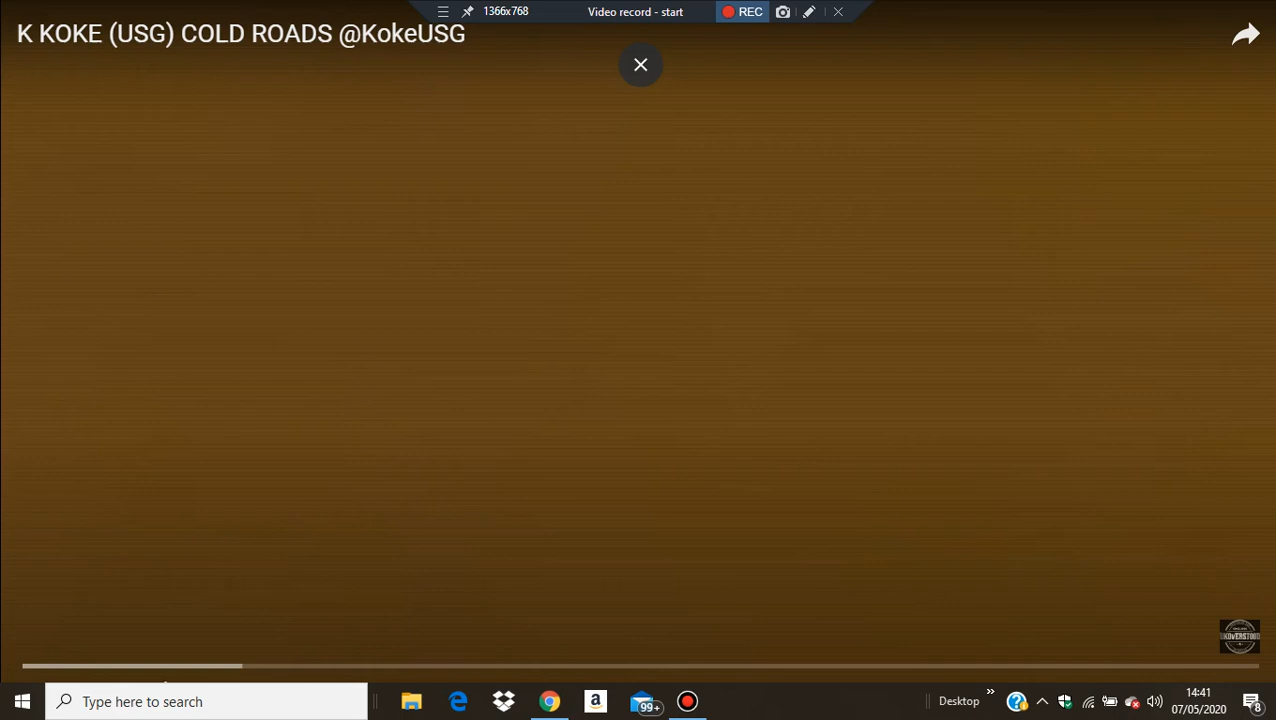 1366x768 Video record - start REC
K KOKE (USG) COLD ROADS @KokeUSG
Type here to search
99+
Desktop
14:41
07/05/2020
8